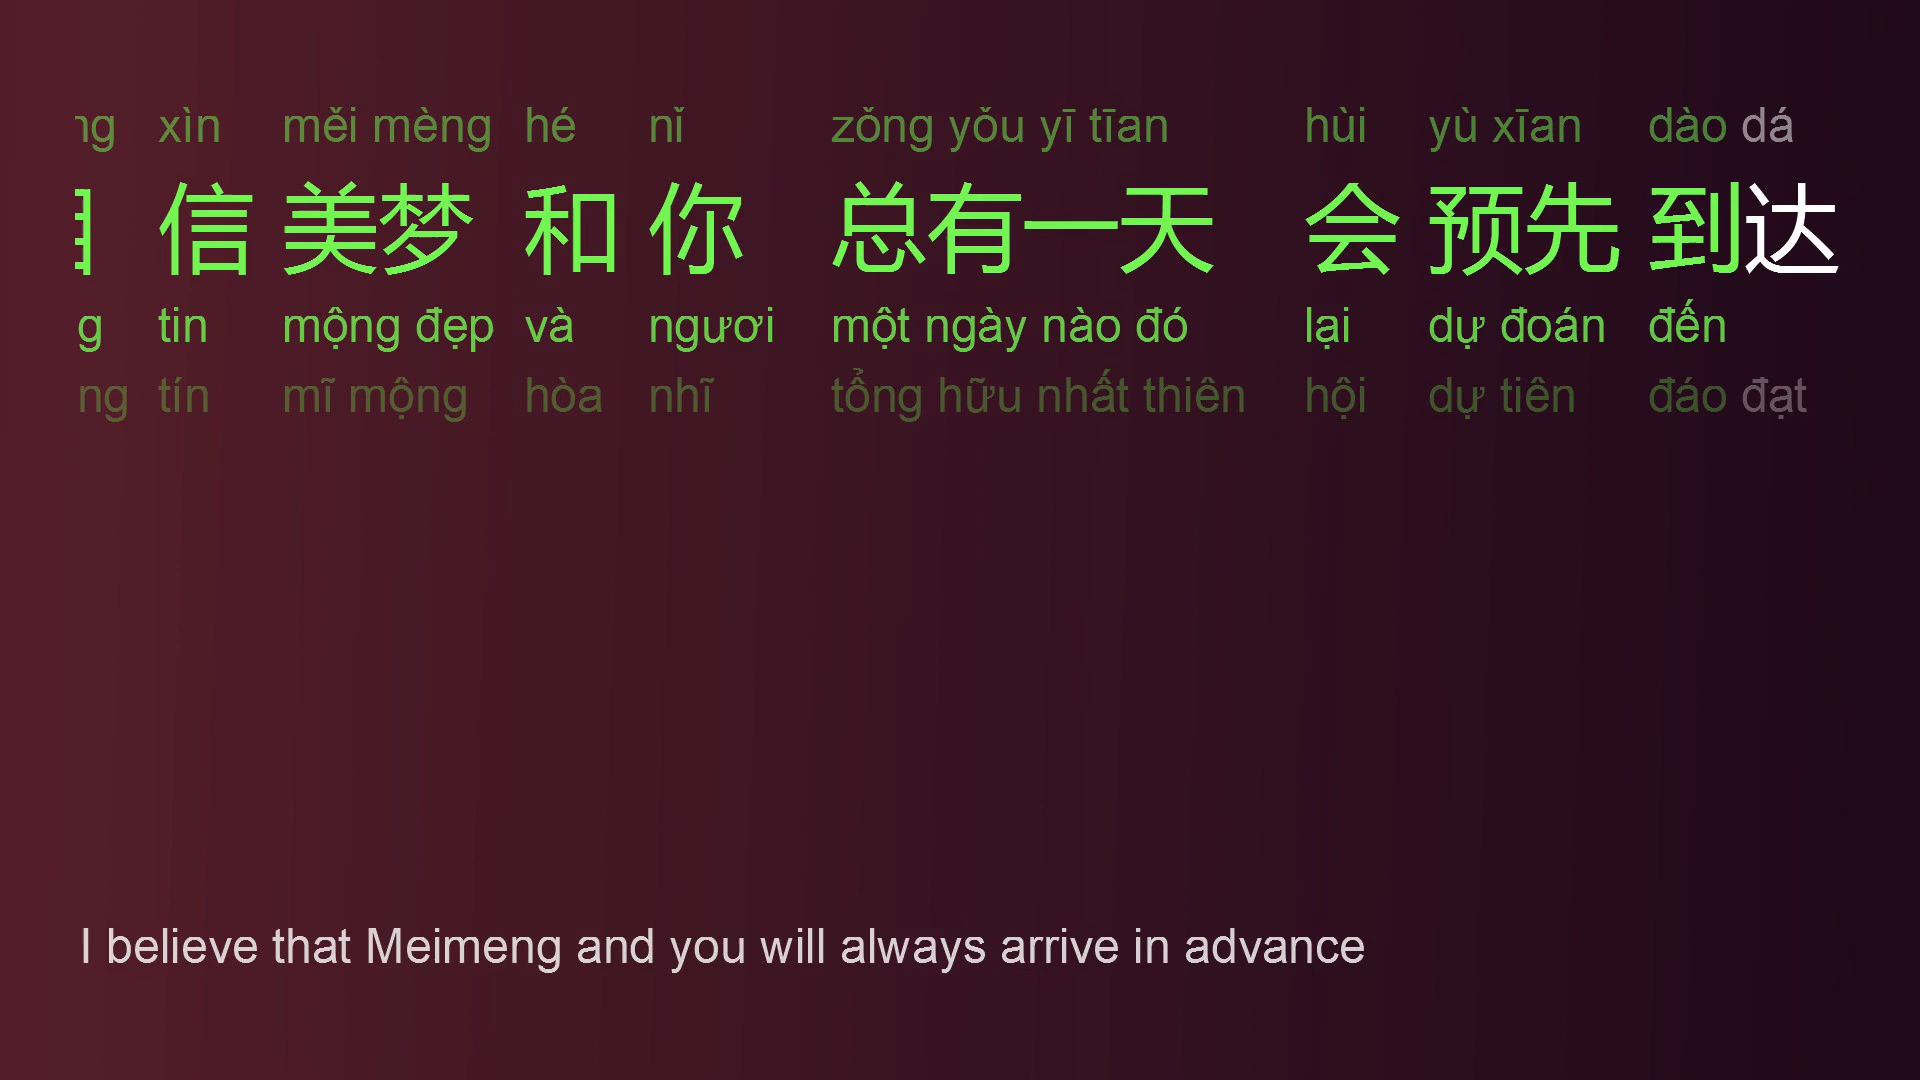 ng xìn měi mèng hé nǐ zǒng yǒu yī tīan hùi yù xīan dào dá
信 美梦 和 你 总有一天 会 预先 到达
g tin mộng đẹp và ngươi một ngày nào đó lại dự đoán đến
ng tín mĩ mộng hòa nhĩ tổng hữu nhất thiên hội dự tiên đáo đạt
I believe that Meimeng and you will always arrive in advance